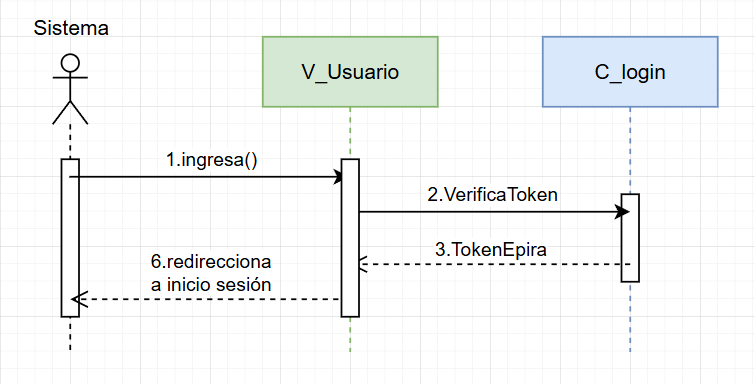 Sistema
V_Usuario
C_login
1.ingresa()
2.VerificaToken
3.TokenEpira
6.redirecciona
a inicio sesión